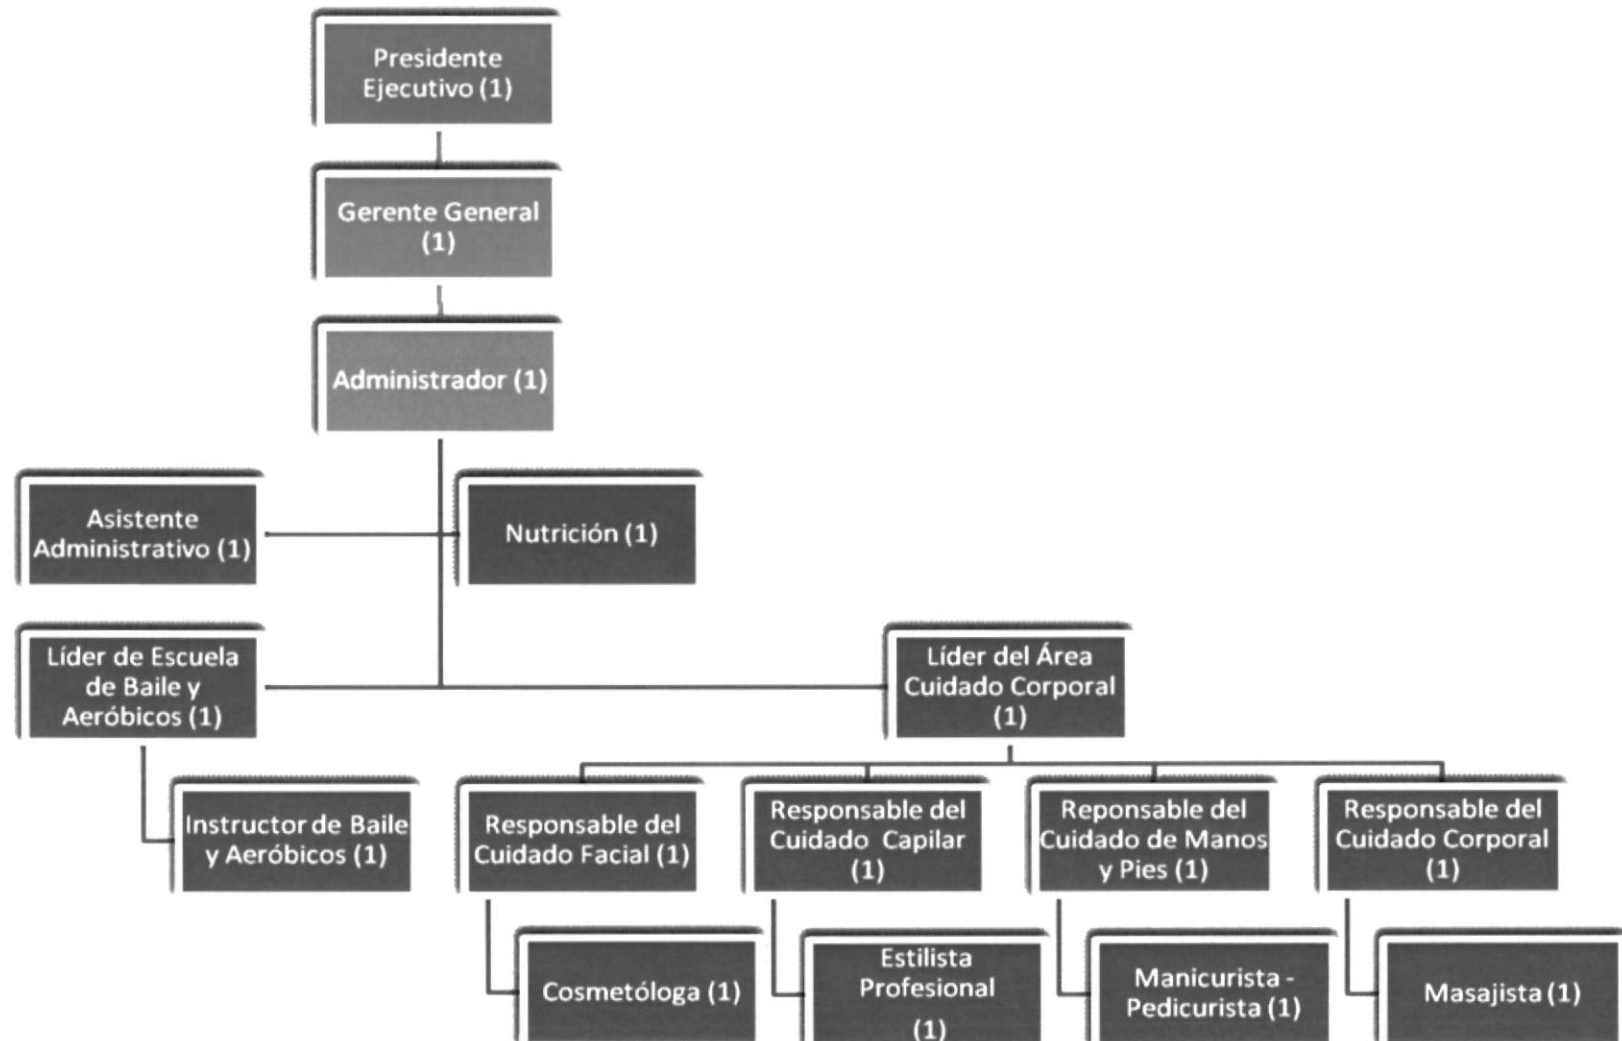 Presidente
Ejecutivo (1)
Gerente General
(1)
Administrador (1)
Asistente
Administrativo (1)
Nutrición (1)
Líder de Escuela
de Baile y
Aeróbicos (1)
Líder del Área
Cuidado Corporal
(1)
Instructor de Baile
y Aeróbicos (1)
Responsable del
Cuidado Facial (1)
Responsable del
Cuidado Capilar
(1)
Reponsable del
Cuidado de Manos
y Pies (1)
Responsable del
Cuidado Corporal
(1)
Cosmetóloga (1)
Estilista
Profesional
(1)
Manicurista -
Pedicurista (1)
Masajista (1)